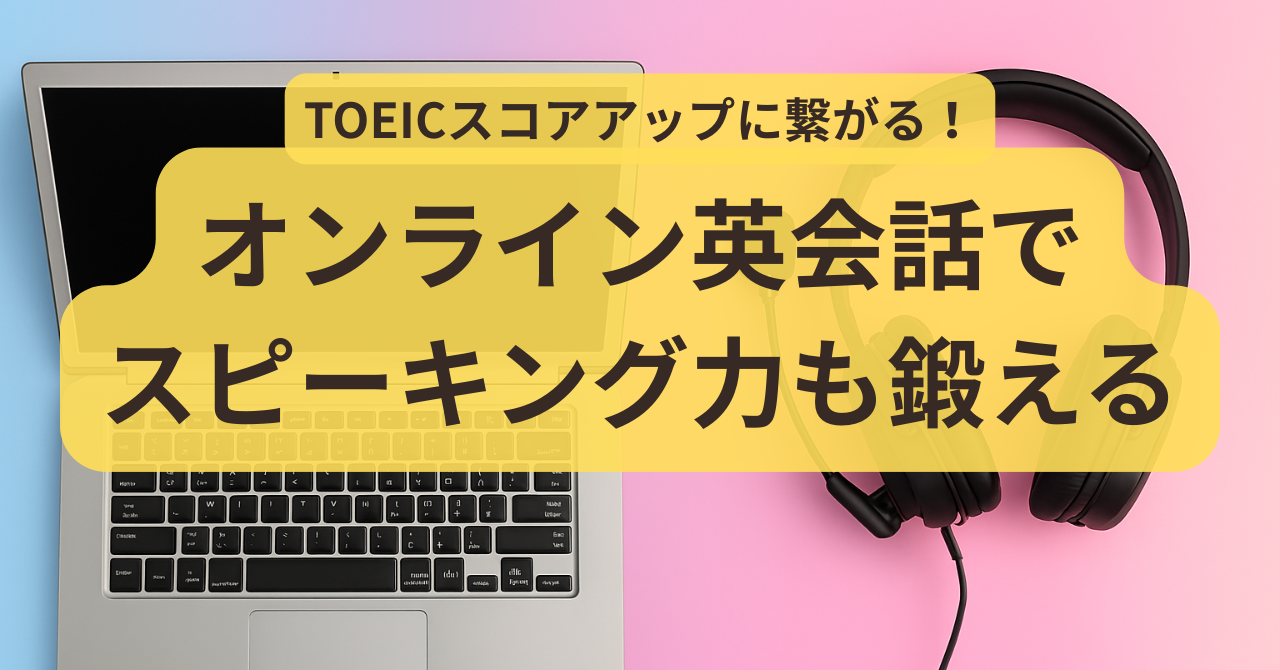 TOEICスコアアップに繋がる！
オンライン英会話で
スピーキング力も鍛える